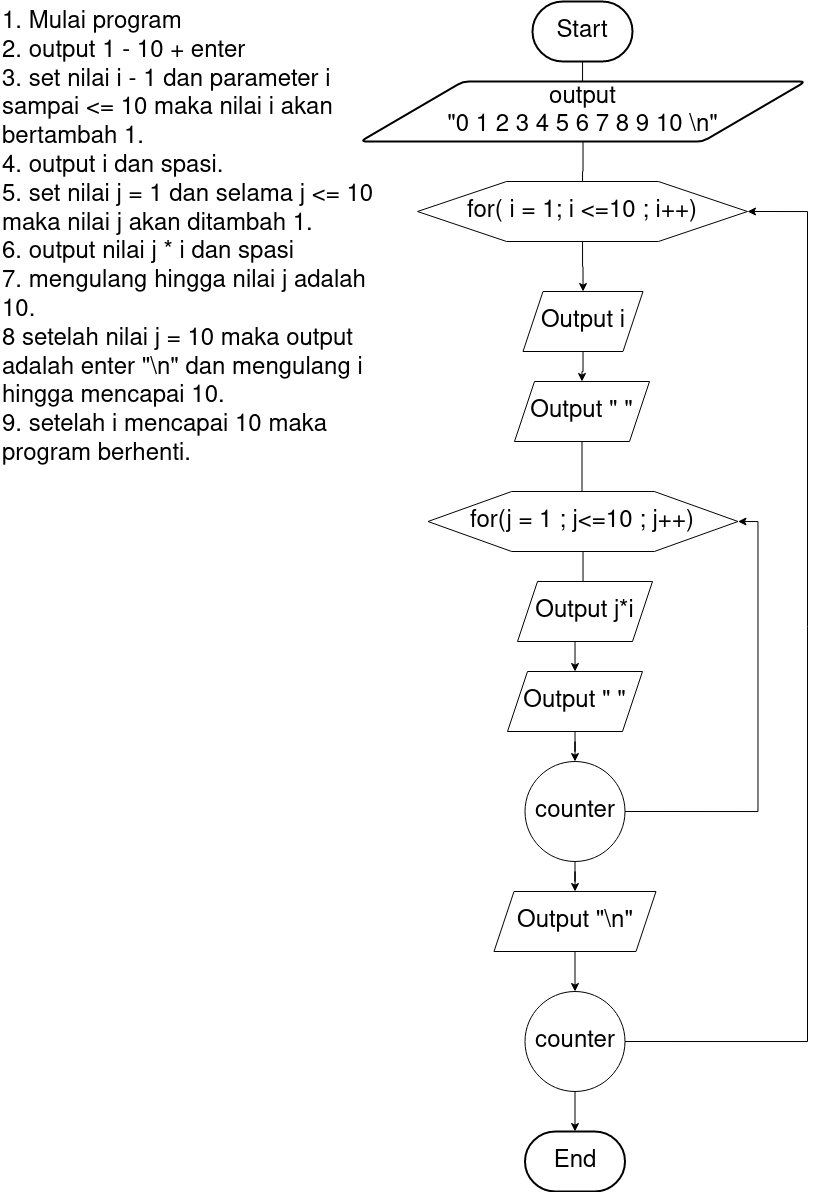 1. Mulai program
2. output 1 - 10 + enter
3. set nilai i - 1 dan parameter i
sampai <= 10 maka nilai i akan
bertambah 1.
4. output i dan spasi.
5. set nilai j = 1 dan selama j <= 10
maka nilai j akan ditambah 1.
6. output nilai j * i dan spasi
7. mengulang hingga nilai j adalah
10.
8 setelah nilai j = 10 maka output
adalah enter "\n" dan mengulang i
hingga mencapai 10.
9. setelah i mencapai 10 maka
program berhenti.
Start
output
"0 1 2 3 4 5 6 7 8 9 10 \n"
for( i = 1; i <=10 ; i++)
Output i
Output " "
for(j = 1 ; j<=10 ; j++)
Output j*i
Output " "
counter
Output "\n"
counter
End